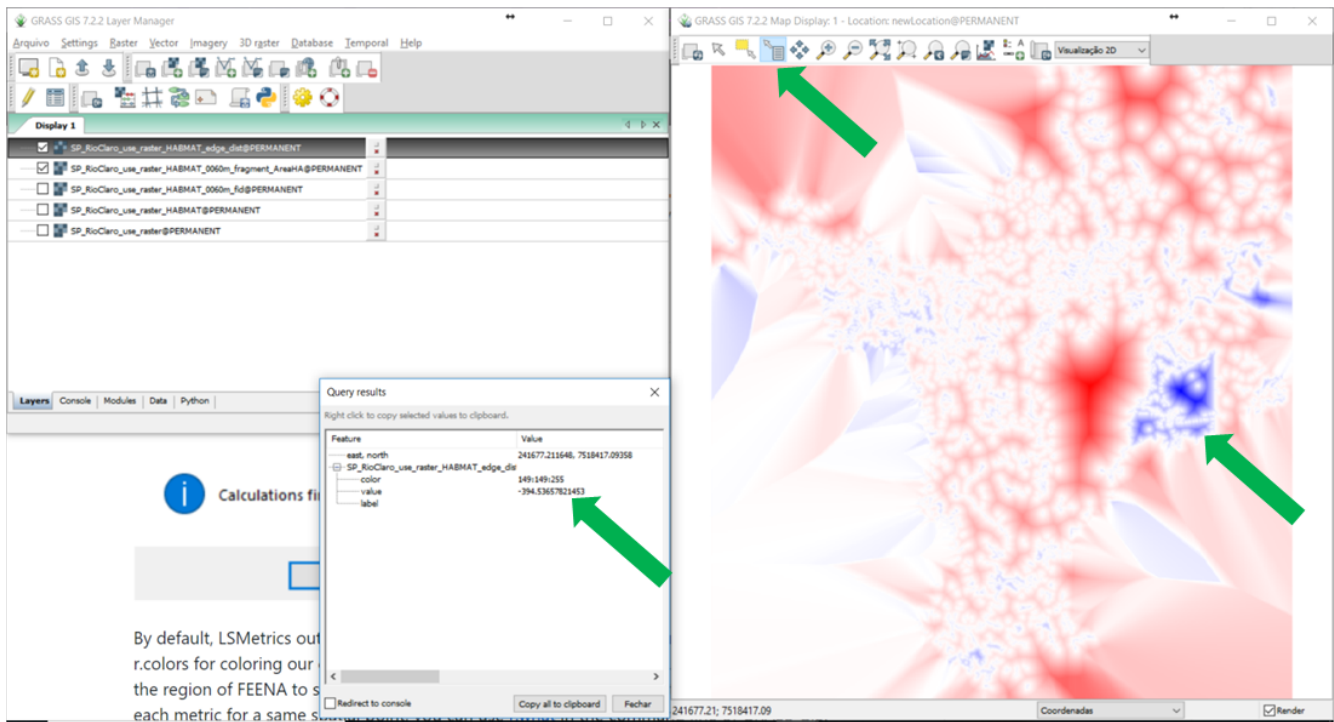 GRASS GIS 7.2.2 Layer Manager
Arquivo Settings Raster Vector Imagery 3D raster Database Temporal Help
Display 1
SP_RioClaro_use_raster_HABMAT_edge_dist@PERMANENT
SP_RioClaro_use_raster_HABMAT_0060m_fragment_AreaHA@PERMANENT
SP_RioClaro_use_raster_HABMAT_0060m_fid@PERMANENT
SP_RioClaro_use_raster_HABMAT@PERMANENT
SP_RioClaro_use_raster@PERMANENT
Layers Console Modules Data Python
GRASS GIS 7.2.2 Map Display: 1 - Location: newLocation@PERMANENT
Visualização 2D
Query results
Right click to copy selected values to clipboard.
Feature Value
east, north 241677.211648, 7518417.09358
SP_RioClaro_use_raster_HABMAT_edge_dis
color 149:149:255
value -394.53657821453
label
Redirect to console Copy all to clipboard Fechar
Calculations fi
By default, LSMetrics out
r.colors for coloring our
the region of FEENA to s
each metric for a same
241677.21; 7518417.09 Coordenadas Render